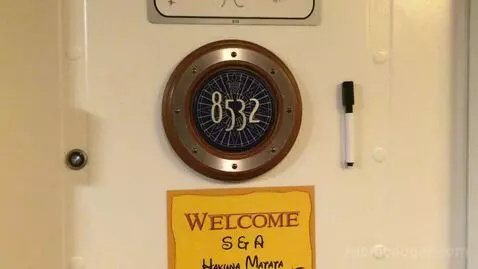 8532
WELCOME
S & A
HAKUNA MATATA